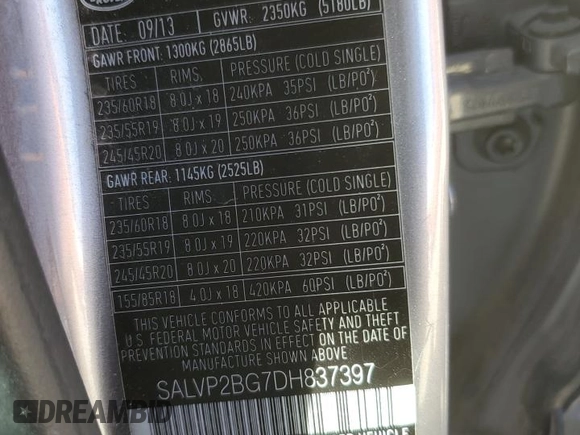 DATE: 09/13 GVWR: 2350KG (5180LB)
GAWR FRONT: 1300KG (2865LB)
TIRES RIMS. PRESSURE (COLD SINGLE)
235/60R18 8.0J x 18 240KPA 35PSI (LB/PO²)
235/55R19 8.0J x 19 250KPA 36PSI (LB/PO²)
245/45R20 8.0J x 20 250KPA 36PSI (LB/PO²)
GAWR REAR: 1145KG (2525LB)
TIRES RIMS. PRESSURE (COLD SINGLE)
235/60R18 8.0J x 18 210KPA 31PSI (LB/PO²)
235/55R19 8.0J x 19 220KPA 32PSI (LB/PO²)
245/45R20 8.0J x 20 220KPA 32PSI (LB/PO²)
155/85R18 4.0J x 18 420KPA 60PSI (LB/PO²)
THIS VEHICLE CONFORMS TO ALL APPLICABLE
U.S FEDERAL MOTOR VEHICLE SAFETY AND THEFT
PREVENTION STANDARDS IN EFFECT ON THE DATE OF
MANUFACTURE SHOWN ABOVE.
SALVP2BG7DH837397
VEHICLE
DREAMBID